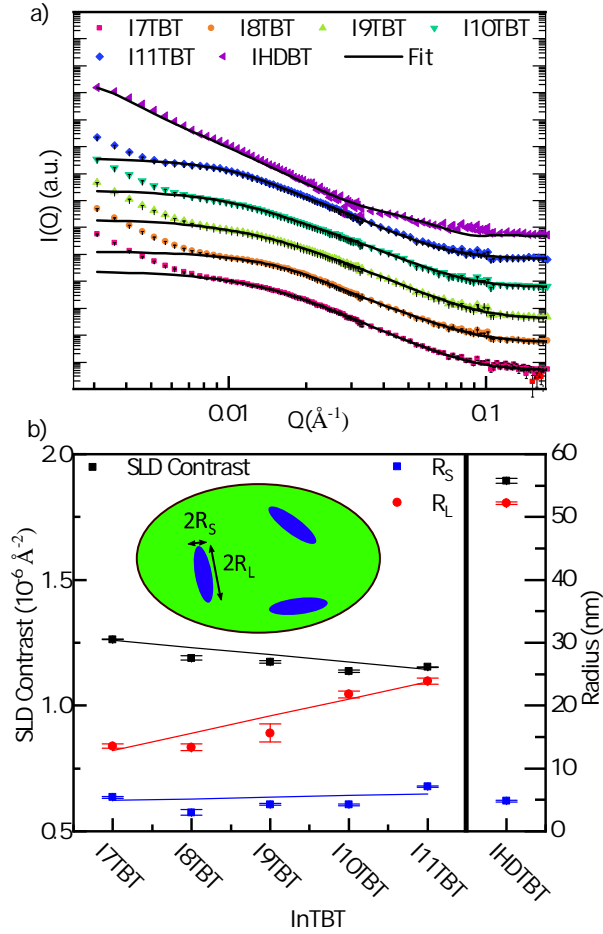 a)
I7TBT I8TBT I9TBT I10TBT
I11TBT IHDBT Fit
I(Q) (a.u.)
0.01 0.1
Q(Å⁻¹)
b)
2.0 60
SLD Contrast R_S
R_L
50
2R_S
2R_L
40
1.5
SLD Contrast (10⁻⁶ Å⁻²)
Radius (nm)
30
20
1.0
10
0.5 0
I7TBT I8TBT I9TBT I10TBT I11TBT IHDTBT
InTBT